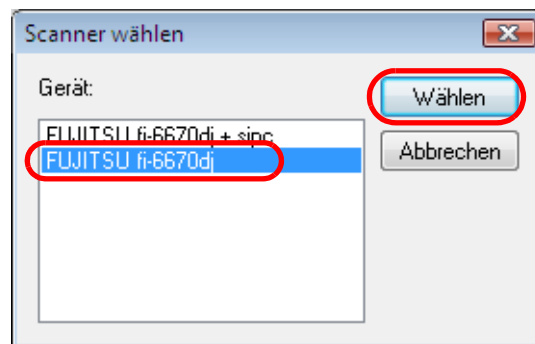 Scanner wählen
Gerät:
FUJITSU fi-6670dj + sipc
FUJITSU fi-6670dj
Wählen
Abbrechen